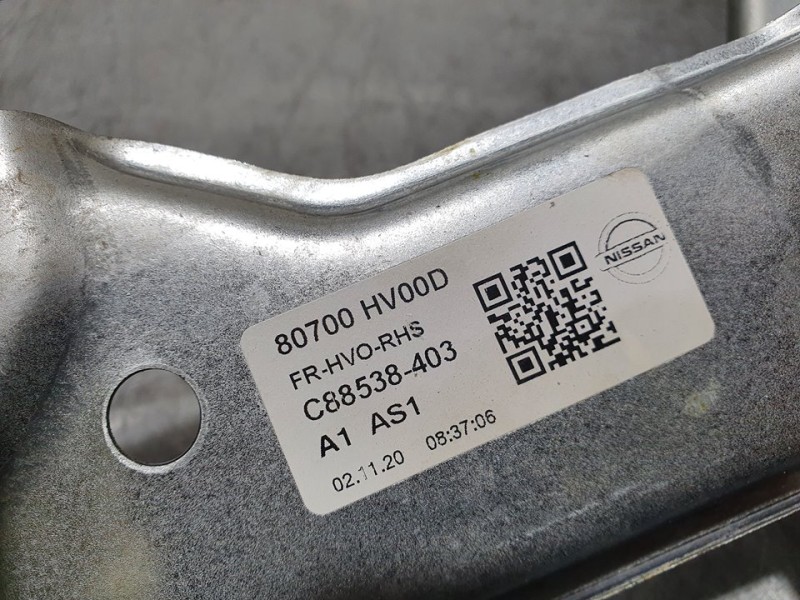 NISSAN
80700 HV00D
FR-HVO-RHS
C88538-403
A1 AS1
02.11.20 08:37:06